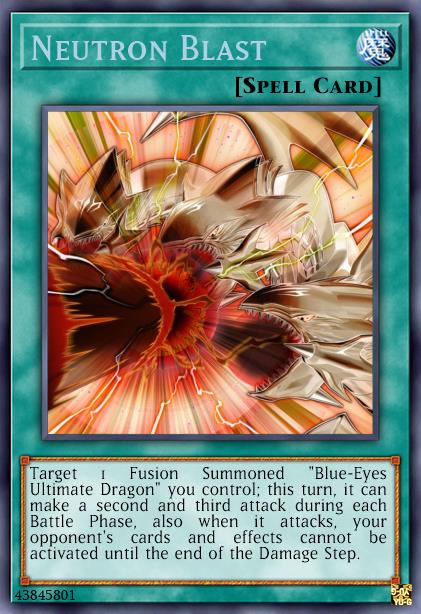 Neutron Blast
魔
[Spell Card]
Target 1 Fusion Summoned "Blue-Eyes
Ultimate Dragon" you control; this turn, it can
make a second and third attack during each
Battle Phase, also when it attacks, your
opponent's cards and effects cannot be
activated until the end of the Damage Step.
43845801